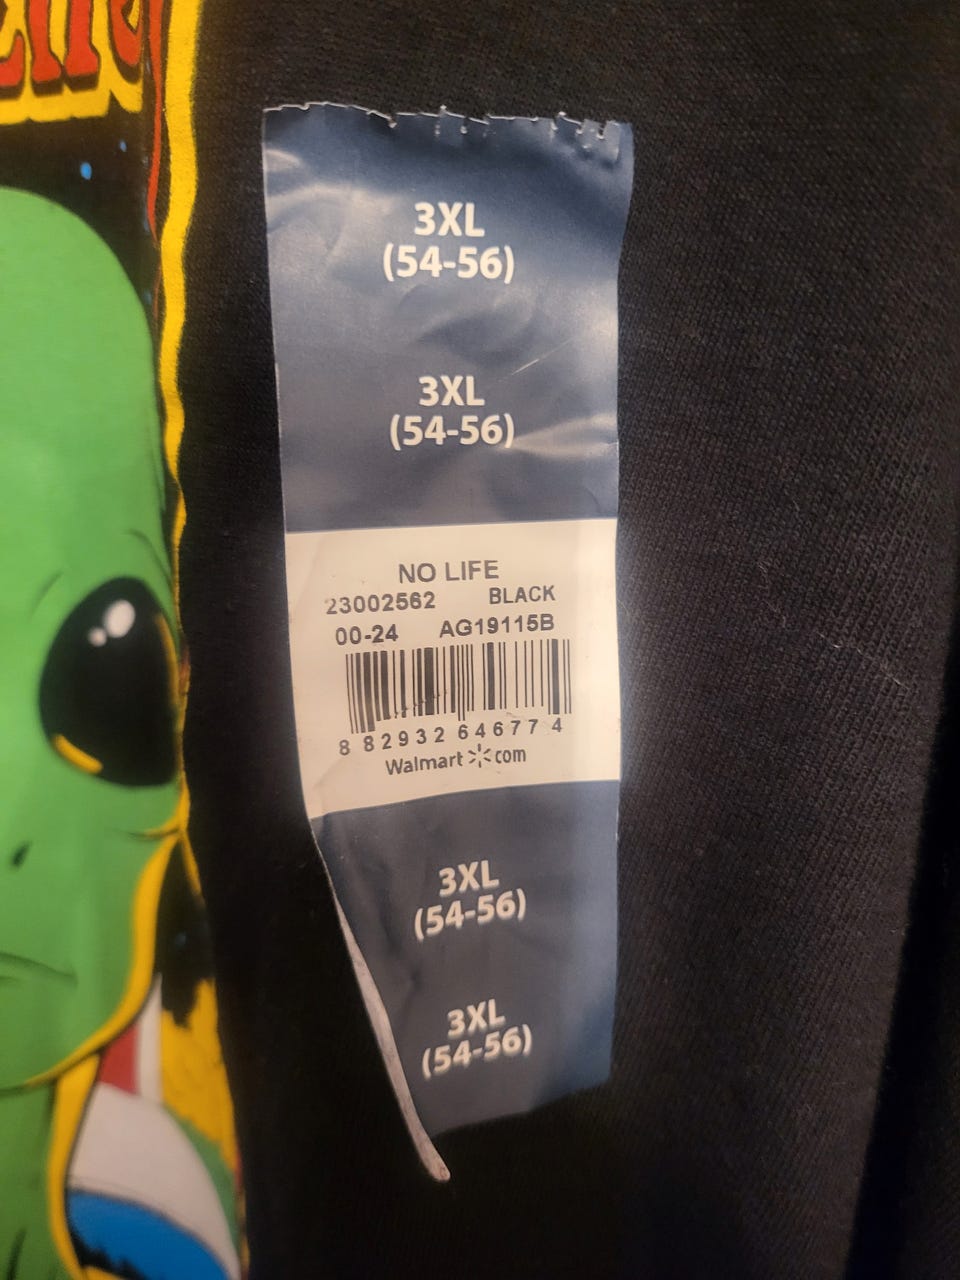 3XL
(54-56)
3XL
(54-56)
NO LIFE
23002562 BLACK
00-24 AG19115B
8 82932 64677 4
Walmart com
3XL
(54-56)
3XL
(54-56)